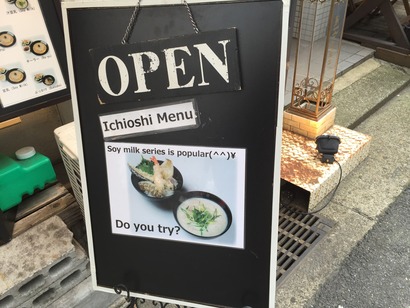 OPEN
Ichioshi Menu
Soy milk series is popular(^^)¥
Do you try?